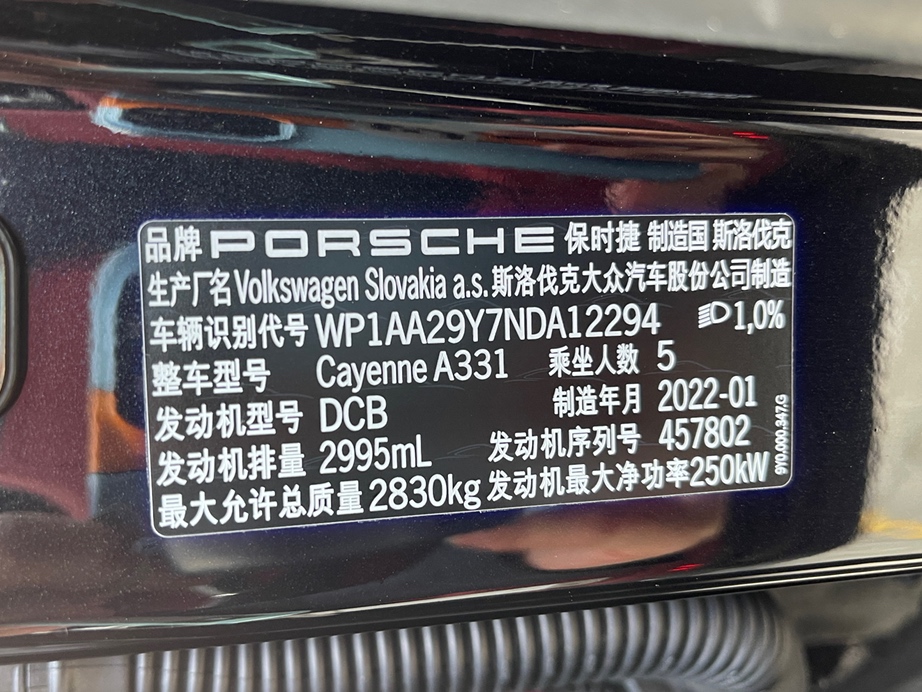 品牌 PORSCHE 保时捷 制造国 斯洛伐克
生产厂名 Volkswagen Slovakia a.s. 斯洛伐克大众汽车股份公司制造
车辆识别代号 WP1AA29Y7NDA12294 1,0%
整车型号 Cayenne A331 乘坐人数 5
发动机型号 DCB 制造年月 2022-01
发动机排量 2995mL 发动机序列号 457802
最大允许总质量 2830kg 发动机最大净功率 250kW
9Y0.000.347.G